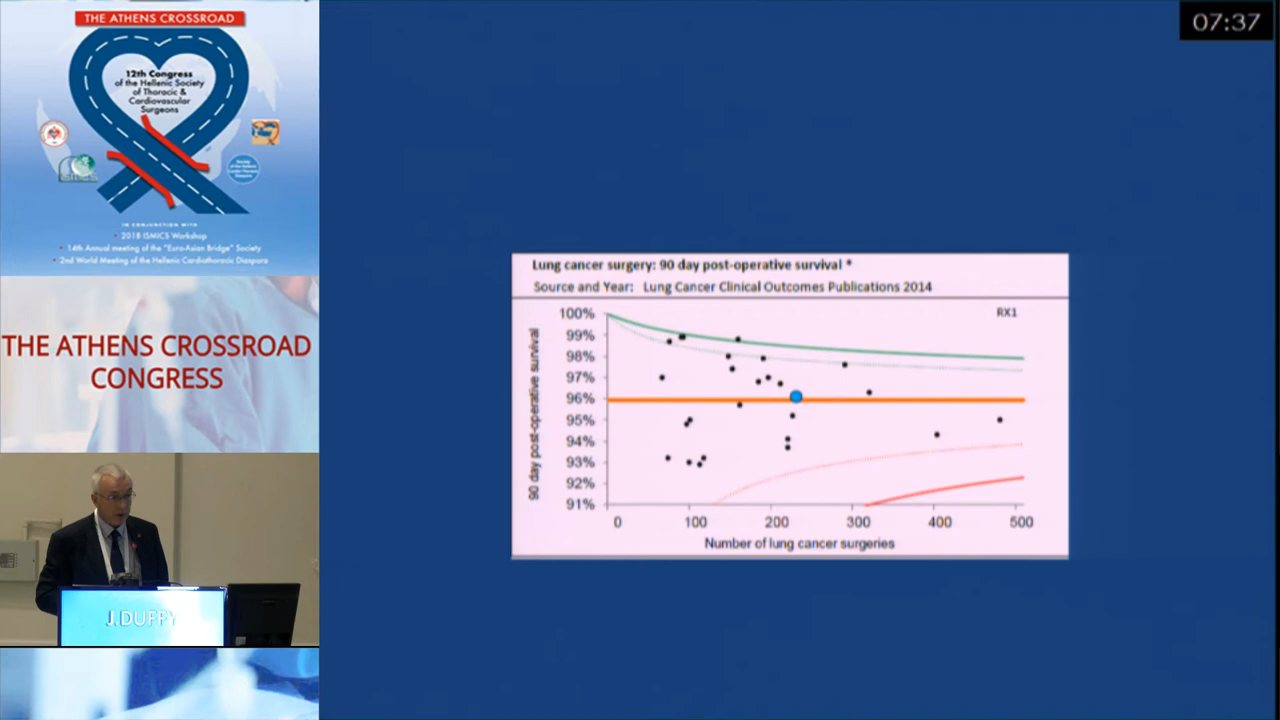 THE ATHENS CROSSROAD
12th Congress
of the Hellenic Society
of Thoracic &
Cardiovascular
Surgeons
IN CONJUNCTION WITH
• 2018 ISMICS Workshop
• 14th Annual meeting of the "Euro-Asian Bridge" Society
• 2nd World Meeting of the Hellenic Cardiothoracic Diaspora
THE ATHENS CROSSROAD
CONGRESS
J.DUFFY
07:37
Lung cancer surgery: 90 day post-operative survival *
Source and Year: Lung Cancer Clinical Outcomes Publications 2014
RX1
90 day post-operative survival
100%
99%
98%
97%
96%
95%
94%
93%
92%
91%
0 100 200 300 400 500
Number of lung cancer surgeries